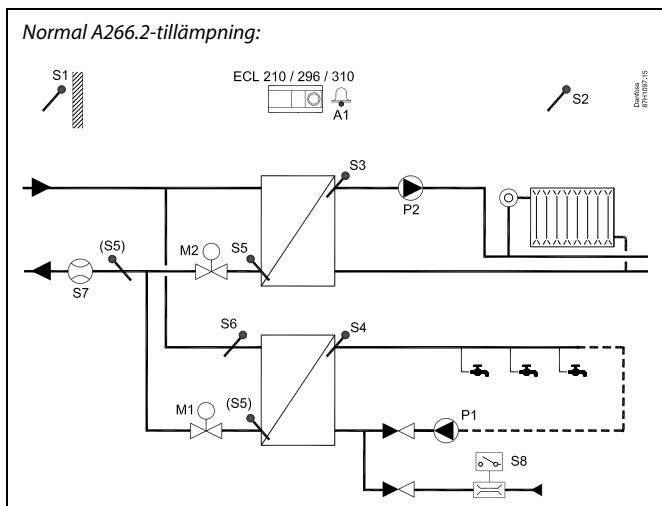 Normal A266.2-tillämpning:
S1
ECL 210 / 296 / 310
A1
S2
Danfoss
87H1097.15
S3
P2
(S5)
M2
S5
S7
S6
S4
M1
(S5)
P1
S8